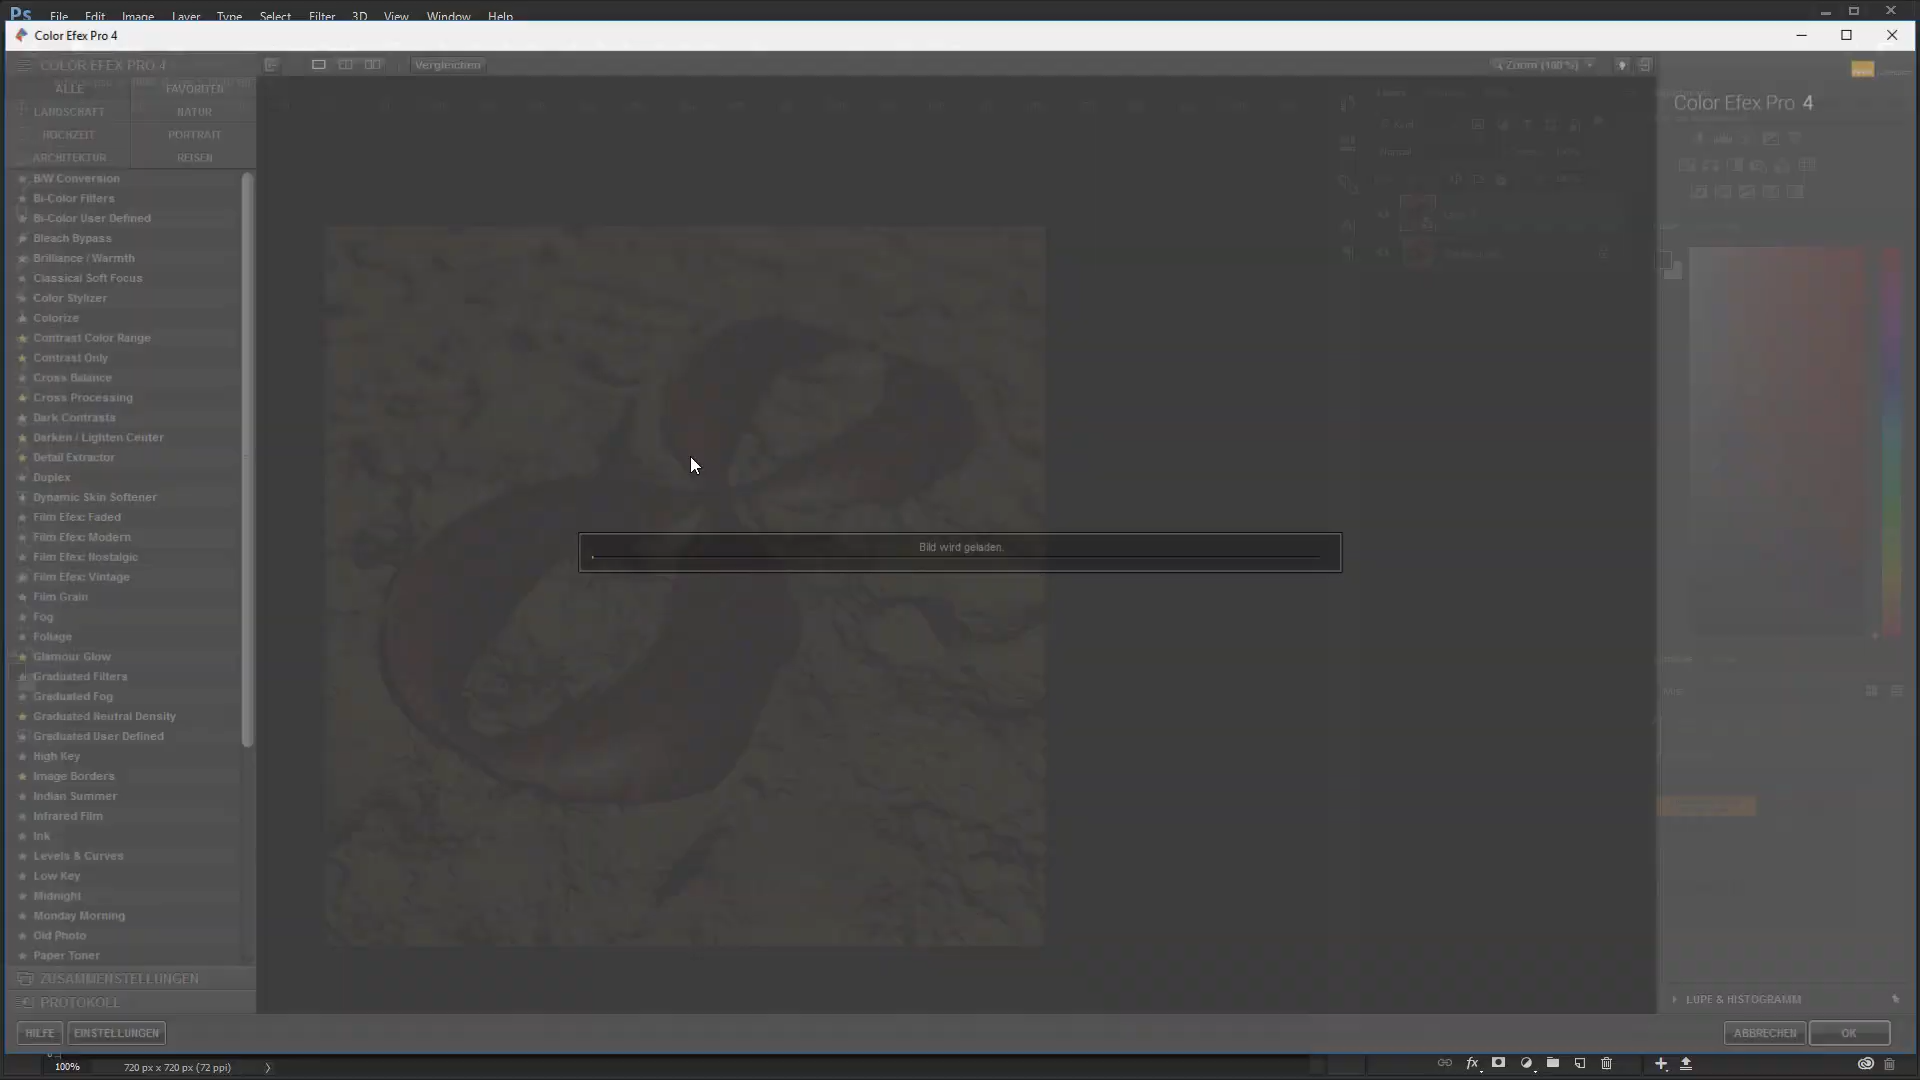 Ps File Edit Image Layer Type Select Filter 3D View Window Help
Color Efex Pro 4
COLOR EFEX PRO 4
Vergleichen
Zoom (100 %)
ALLE FAVORITEN
LANDSCHAFT NATUR
HOCHZEIT PORTRAIT
ARCHITEKTUR REISEN
Color Efex Pro 4
B/W Conversion
Bi-Color Filters
Bi-Color User Defined
Bleach Bypass
Brilliance / Warmth
Classical Soft Focus
Color Stylizer
Colorize
Contrast Color Range
Contrast Only
Cross Balance
Cross Processing
Dark Contrasts
Darken / Lighten Center
Detail Extractor
Duplex
Dynamic Skin Softener
Film Efex: Faded
Film Efex: Modern
Film Efex: Nostalgic
Film Efex: Vintage
Film Grain
Fog
Foliage
Glamour Glow
Graduated Filters
Graduated Fog
Graduated Neutral Density
Graduated User Defined
High Key
Image Borders
Indian Summer
Infrared Film
Ink
Levels & Curves
Low Key
Midnight
Monday Morning
Old Photo
Paper Toner
Normal
Bild wird geladen.
ZUSAMMENSTELLUNGEN
PROTOKOLL
LUPE & HISTOGRAMM
HILFE EINSTELLUNGEN
ABBRECHEN OK
100% 720 px x 720 px (72 ppi)
fx